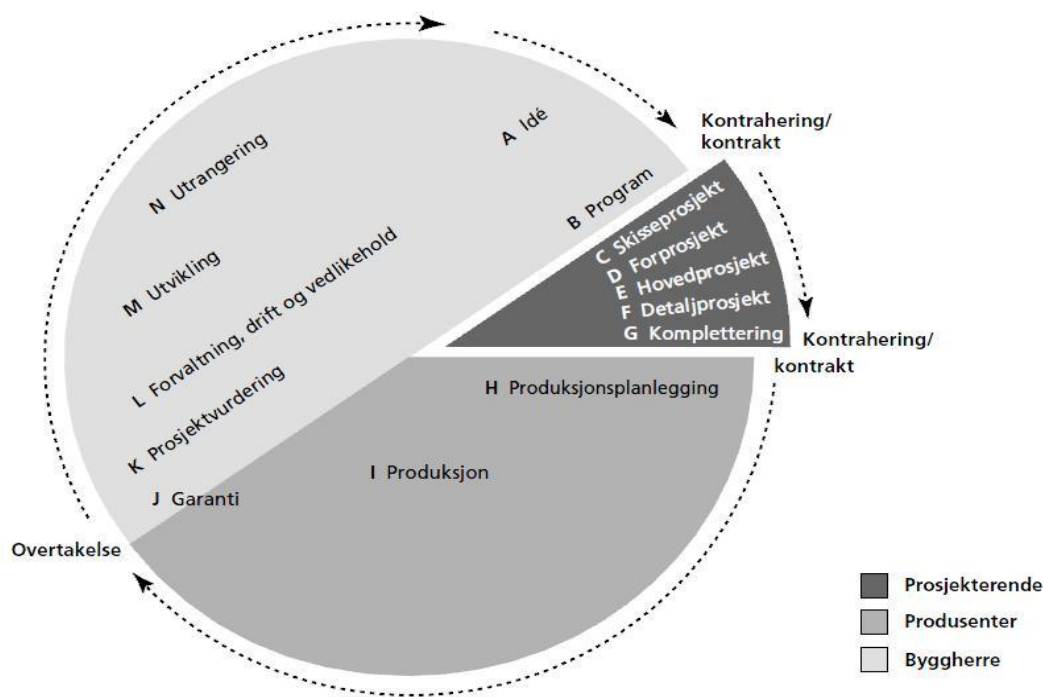 A Idé
B Program
Kontrahering/
kontrakt
C Skisseprosjekt
D Forprosjekt
E Hovedprosjekt
F Detaljprosjekt
G Komplettering
Kontrahering/
kontrakt
H Produksjonsplanlegging
I Produksjon
J Garanti
Overtakelse
K Prosjektvurdering
L Forvaltning, drift og vedlikehold
M Utvikling
N Utrangering
Prosjekterende
Produsenter
Byggherre